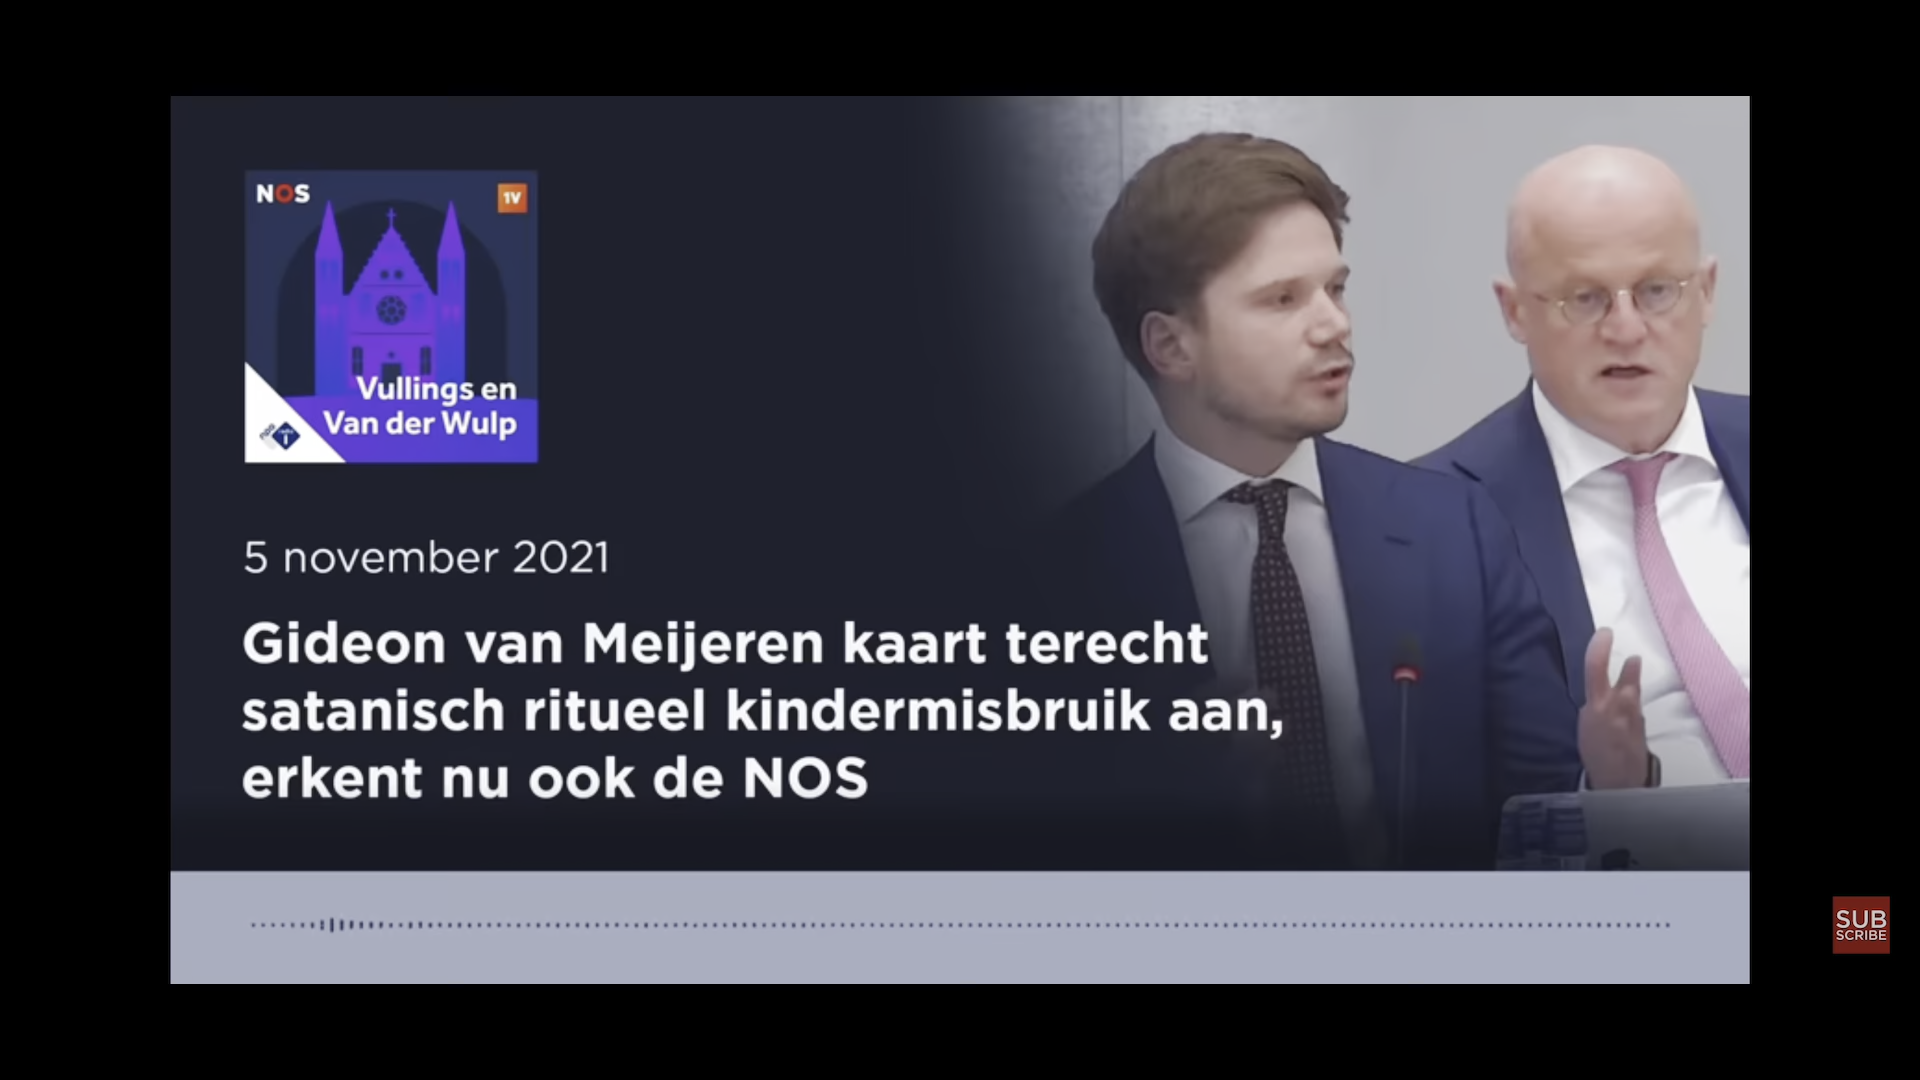 NOS
1V
Vullings en
Van der Wulp
5 november 2021
Gideon van Meijeren kaart terecht
satanisch ritueel kindermisbruik aan,
erkent nu ook de NOS
SUB
SCRIBE